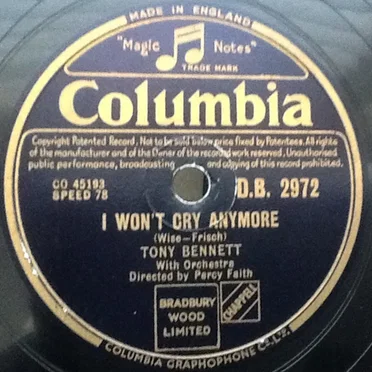 MADE IN ENGLAND
"Magic Notes"
TRADE MARK
Columbia
Copyright Patented Record. Not to be sold below price fixed by Patentees. All rights
of the manufacturer and of the Owner of the recorded work reserved. Unauthorised
public performance, broadcasting and copying of this record prohibited.
CO 45193
SPEED 78
D.B. 2972
I WON'T CRY ANYMORE
(Wise-Frisch)
TONY BENNETT
With Orchestra
Directed by Percy Faith
BRADBURY
WOOD
LIMITED
CHAPPELL
COLUMBIA GRAPHOPHONE Co., LTD.